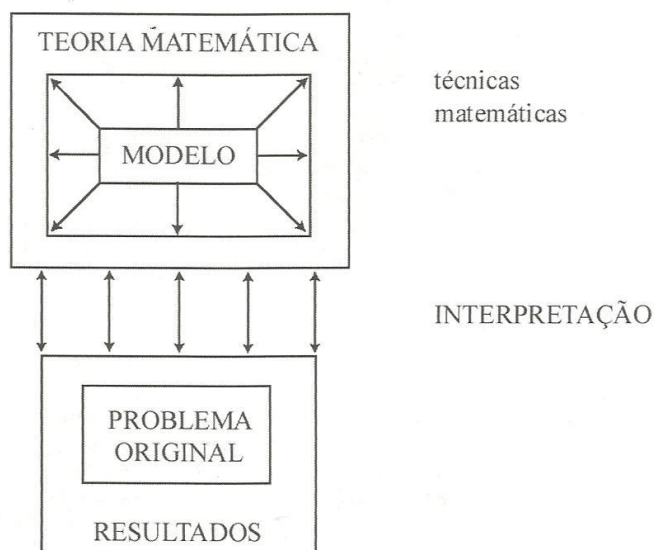 TEORIA MATEMÁTICA
técnicas
matemáticas
MODELO
INTERPRETAÇÃO
PROBLEMA
ORIGINAL
RESULTADOS